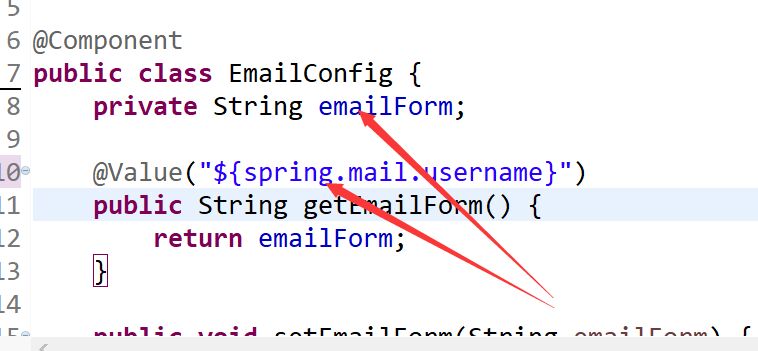 5
6 @Component
7 public class EmailConfig {
8 private String emailForm;
9
10 @Value("${spring.mail.username}")
11 public String getEmailForm() {
12 return emailForm;
13 }
14
15 public void setEmailForm(String emailForm) {